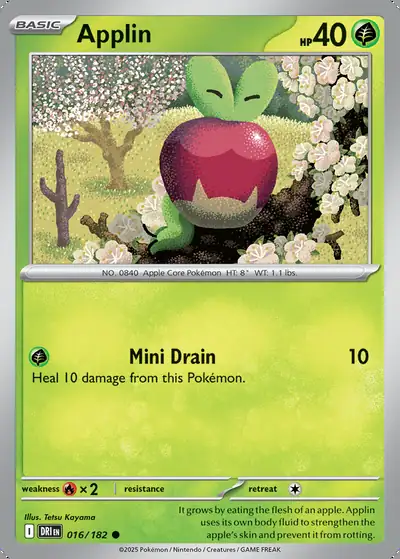 BASIC
Applin
HP 40
NO. 0840 Apple Core Pokémon HT: 8" WT: 1.1 lbs.
Mini Drain 10
Heal 10 damage from this Pokémon.
weakness × 2 resistance retreat
Illus. Tetsu Kayama
I DRI EN 016/182
It grows by eating the flesh of an apple. Applin
uses its own body fluid to strengthen the
apple's skin and prevent it from rotting.
©2025 Pokémon / Nintendo / Creatures / GAME FREAK